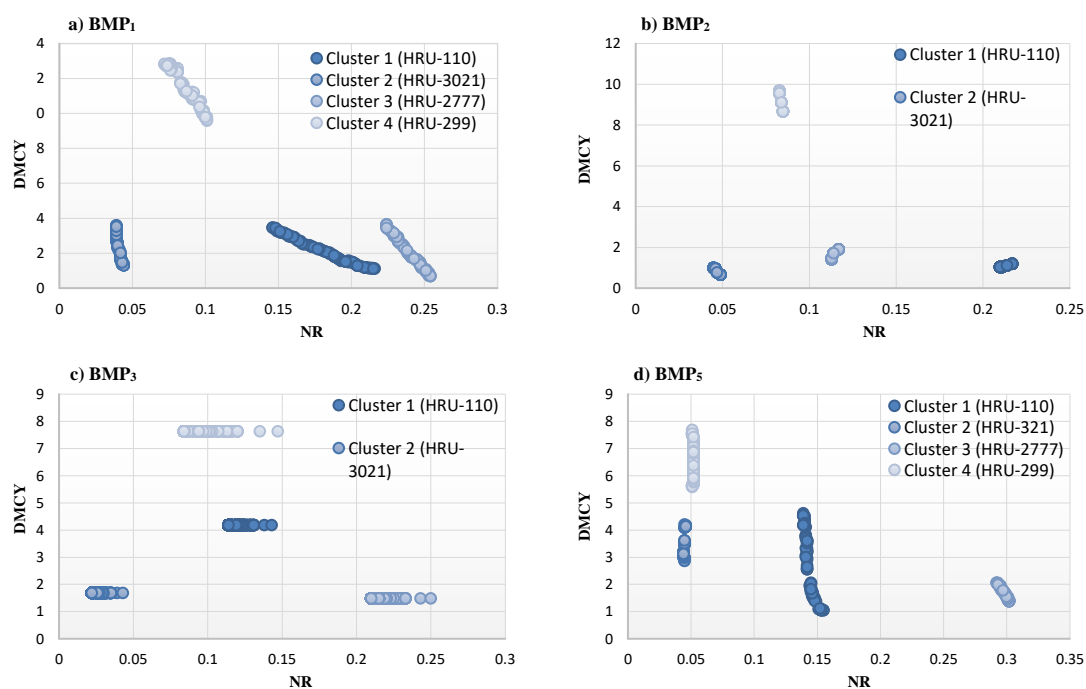 a) BMP₁
DMCY
4
2
0
8
6
4
2
0
0
0.05
0.1
0.15
0.2
0.25
0.3
NR
Cluster 1 (HRU-110)
Cluster 2 (HRU-3021)
Cluster 3 (HRU-2777)
Cluster 4 (HRU-299)
b) BMP₂
DMCY
12
10
8
6
4
2
0
0
0.05
0.1
0.15
0.2
0.25
NR
Cluster 1 (HRU-110)
Cluster 2 (HRU-
3021)
c) BMP₃
DMCY
9
8
7
6
5
4
3
2
1
0
0
0.05
0.1
0.15
0.2
0.25
0.3
NR
Cluster 1 (HRU-110)
Cluster 2 (HRU-
3021)
d) BMP₅
DMCY
9
8
7
6
5
4
3
2
1
0
0
0.05
0.1
0.15
0.2
0.25
0.3
0.35
NR
Cluster 1 (HRU-110)
Cluster 2 (HRU-321)
Cluster 3 (HRU-2777)
Cluster 4 (HRU-299)